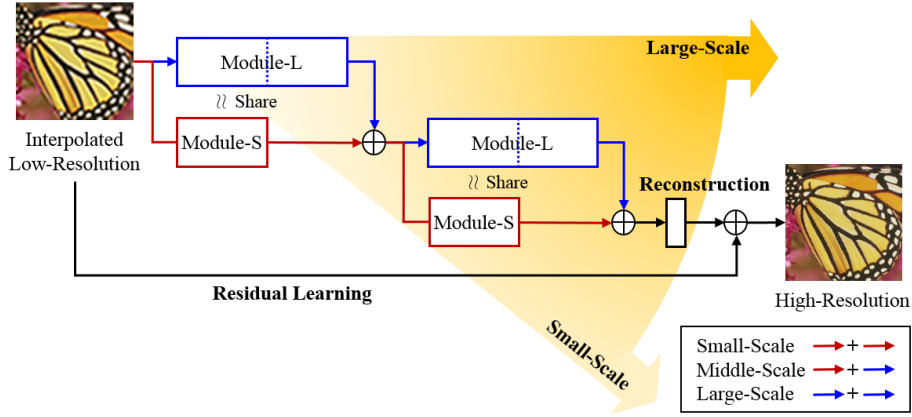 Large-Scale
Module-L
Share
Interpolated
Low-Resolution
Module-S
Module-L
Share
Reconstruction
Module-S
Residual Learning
High-Resolution
Small-Scale
Small-Scale +
Middle-Scale +
Large-Scale +